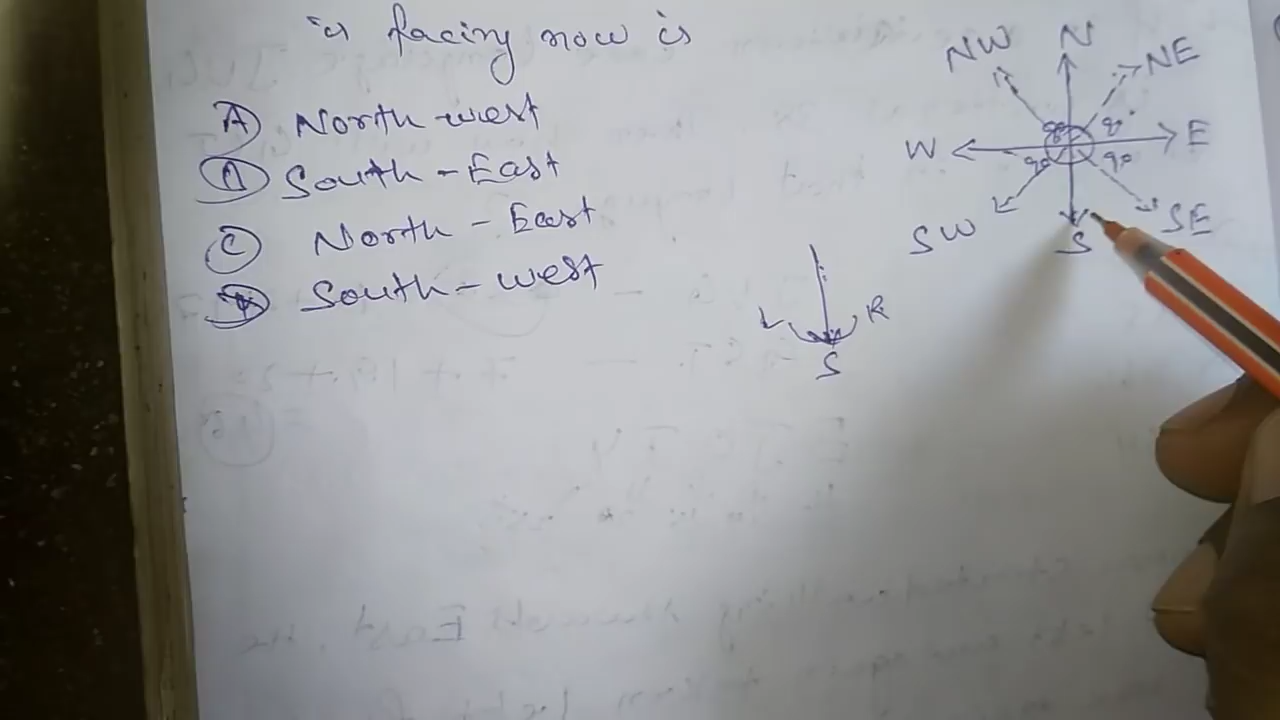 is facing now is
A North-west
South-East
C North-East
South-west
NW N NE
W 90 90° E
90 90
SW S SE
L R
S